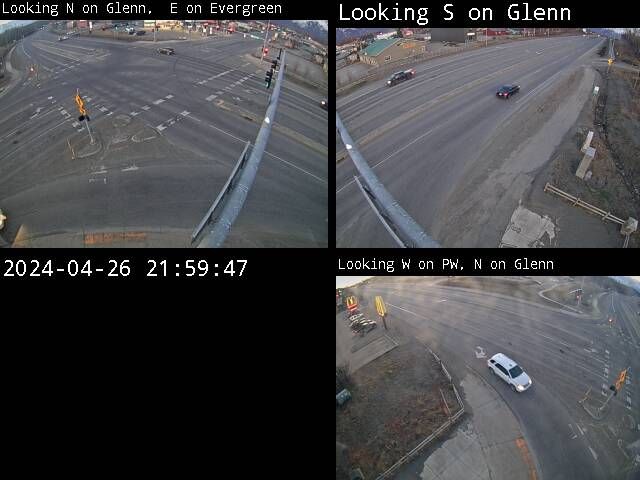 Looking N on Glenn,  E on Evergreen
Looking S on Glenn
2024-04-26 21:59:47
Looking W on PW, N on Glenn